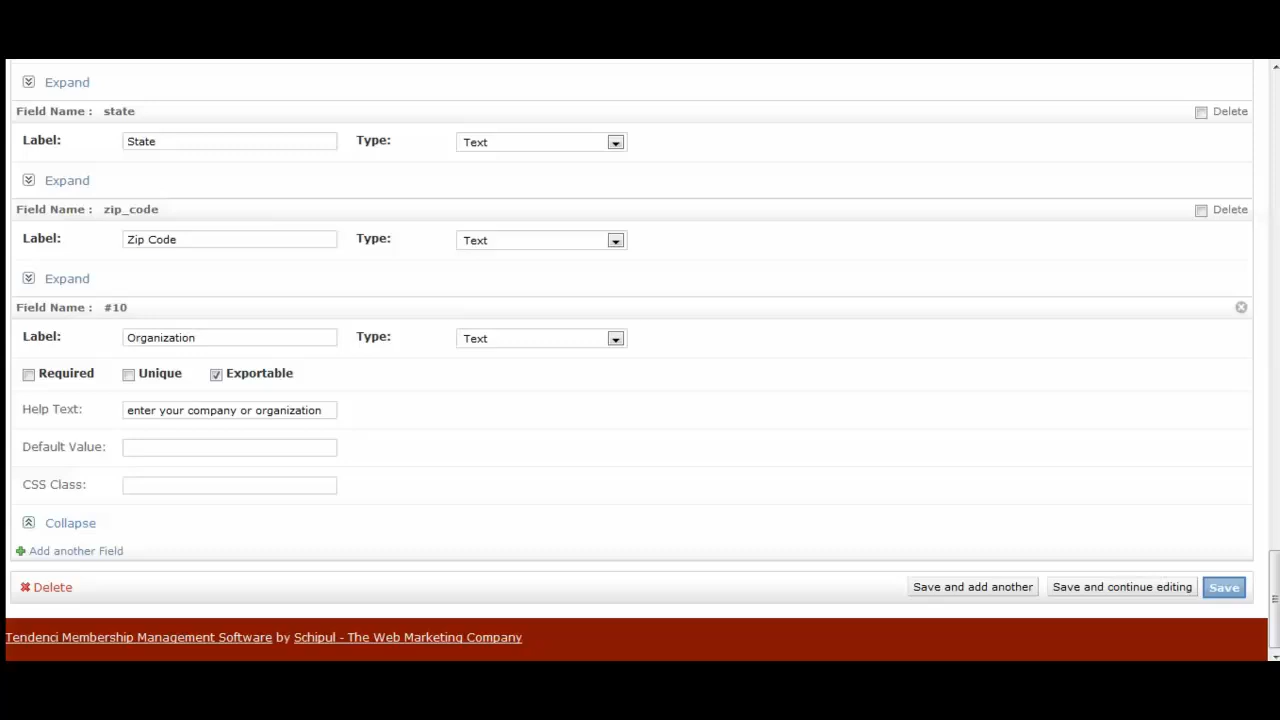 Expand
Field Name : state Delete
Label: State Type: Text
Expand
Field Name : zip_code Delete
Label: Zip Code Type: Text
Expand
Field Name : #10
Label: Organization Type: Text
Required Unique Exportable
Help Text: enter your company or organization
Default Value:
CSS Class:
Collapse
Add another Field
Delete Save and add another Save and continue editing Save
Tendenci Membership Management Software by Schipul - The Web Marketing Company